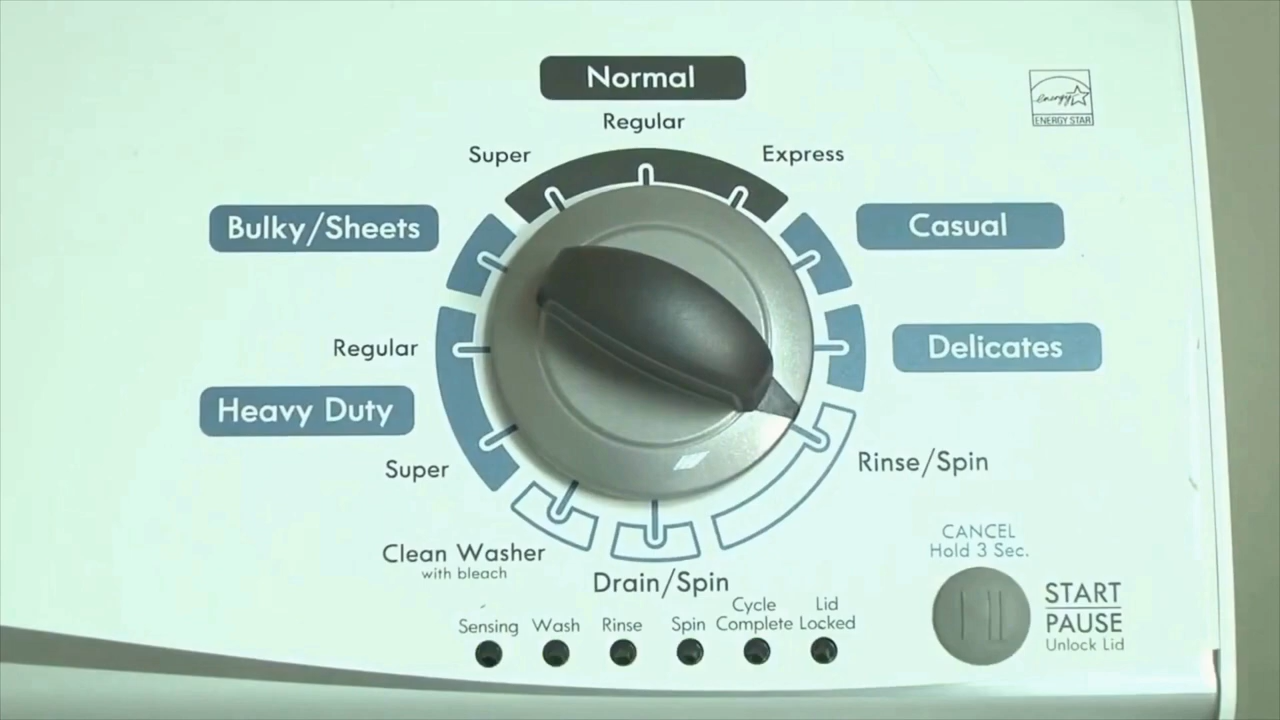 Normal
Regular
Super
Express
energy
ENERGY STAR
Bulky/Sheets
Casual
Regular
Delicates
Heavy Duty
Super
Rinse/Spin
Clean Washer
with bleach
Drain/Spin
CANCEL
Hold 3 Sec.
START
PAUSE
Unlock Lid
Sensing
Wash
Rinse
Spin
Cycle
Complete
Lid
Locked